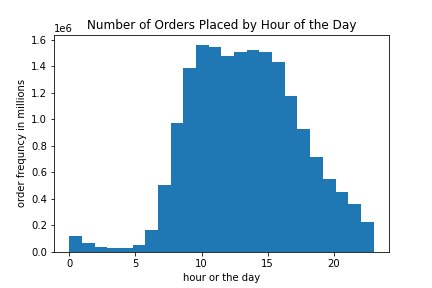 Number of Orders Placed by Hour of the Day
1e6
1.6
1.4
1.2
1.0
0.8
0.6
0.4
0.2
0.0
order frequncy in millions
0 5 10 15 20
hour or the day